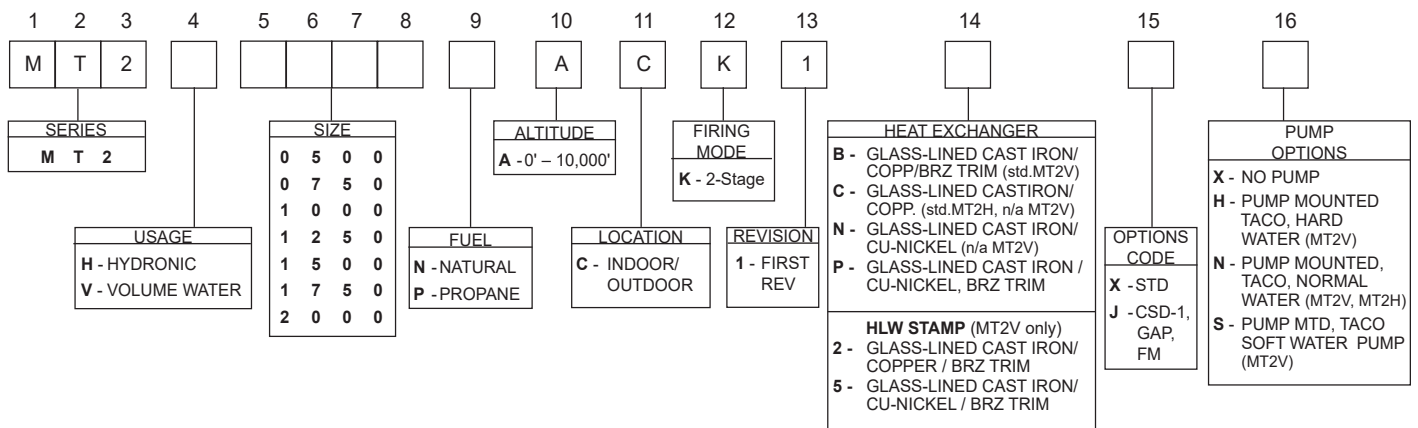 1 2 3 4 5 6 7 8 9 10 11 12 13 14 15 16
M T 2 A C K 1
SERIES
M T 2
USAGE
H - HYDRONIC
V - VOLUME WATER
SIZE
0 5 0 0
0 7 5 0
1 0 0 0
1 2 5 0
1 5 0 0
1 7 5 0
2 0 0 0
FUEL
N - NATURAL
P - PROPANE
ALTITUDE
A - 0' – 10,000'
LOCATION
C - INDOOR/
OUTDOOR
FIRING
MODE
K - 2-Stage
REVISION
1 - FIRST
REV
HEAT EXCHANGER
B - GLASS-LINED CAST IRON/
COPP/BRZ TRIM (std.MT2V)
C - GLASS-LINED CASTIRON/
COPP. (std.MT2H, n/a MT2V)
N - GLASS-LINED CAST IRON/
CU-NICKEL (n/a MT2V)
P - GLASS-LINED CAST IRON /
CU-NICKEL, BRZ TRIM
HLW STAMP (MT2V only)
2 - GLASS-LINED CAST IRON/
COPPER / BRZ TRIM
5 - GLASS-LINED CAST IRON/
CU-NICKEL / BRZ TRIM
OPTIONS
CODE
X - STD
J - CSD-1,
GAP,
FM
PUMP
OPTIONS
X - NO PUMP
H - PUMP MOUNTED
TACO, HARD
WATER (MT2V)
N - PUMP MOUNTED,
TACO, NORMAL
WATER (MT2V, MT2H)
S - PUMP MTD, TACO
SOFT WATER PUMP
(MT2V)